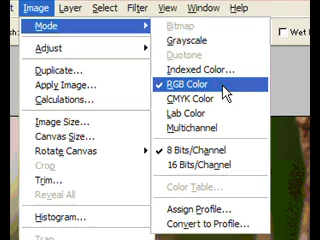 Image Layer Select Filter View Window Help
Mode
Adjust
Duplicate...
Apply Image...
Calculations...
Image Size...
Canvas Size...
Rotate Canvas
Crop
Trim...
Reveal All
Histogram...
Trap...
Bitmap
Grayscale
Duotone
Indexed Color...
RGB Color
CMYK Color
Lab Color
Multichannel
8 Bits/Channel
16 Bits/Channel
Color Table...
Assign Profile...
Convert to Profile...
Wet